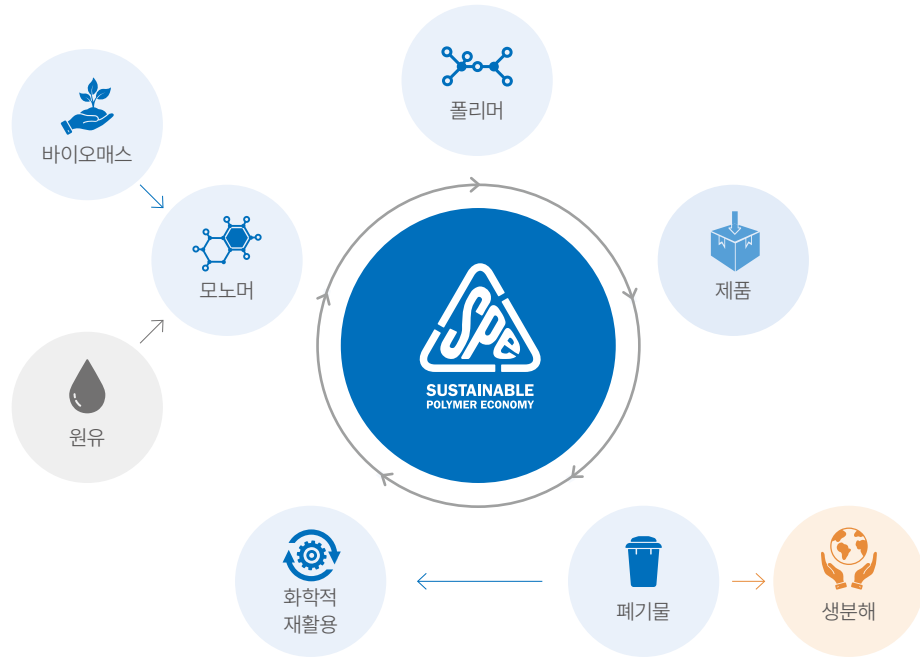 폴리머
바이오매스
모노머
제품
Spe
SUSTAINABLE
POLYMER ECONOMY
원유
화학적
재활용
폐기물
생분해